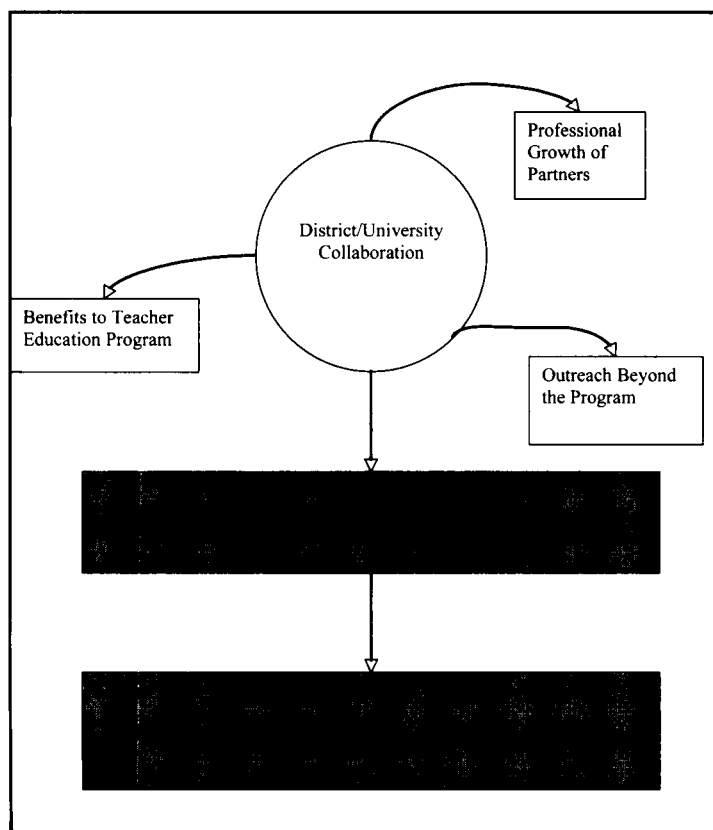 Professional
Growth of
Partners
District/University
Collaboration
Benefits to Teacher
Education Program
Outreach Beyond
the Program